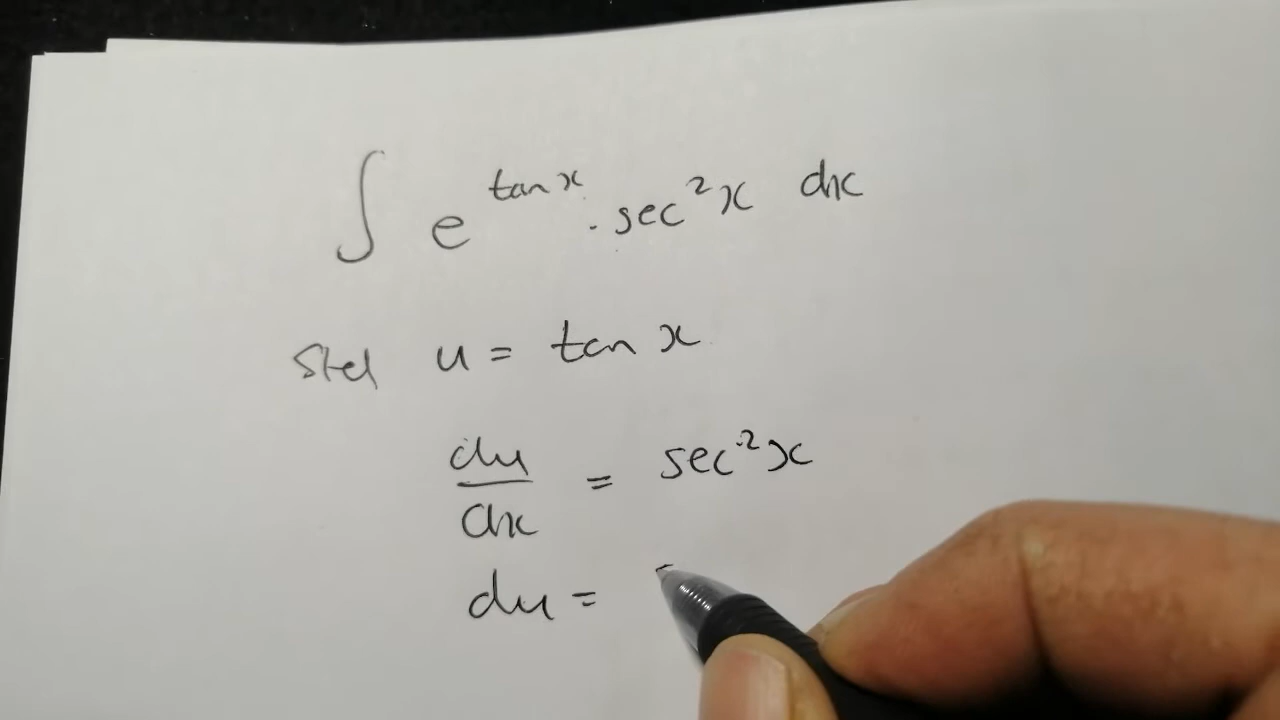 ∫ e^{tan x} · sec²x dx
Stel u = tan x
du/dx = sec²x
du =